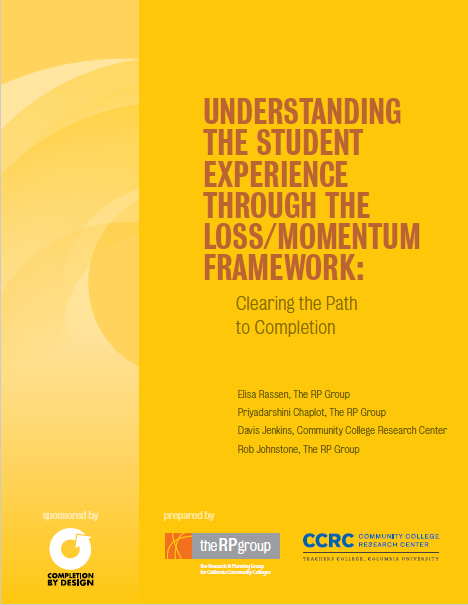 UNDERSTANDING
THE STUDENT
EXPERIENCE
THROUGH THE
LOSS/MOMENTUM
FRAMEWORK:
Clearing the Path
to Completion
Elisa Rassen, The RP Group
Priyadarshini Chaplot, The RP Group
Davis Jenkins, Community College Research Center
Rob Johnstone, The RP Group
sponsored by
COMPLETION
BY DESIGN
prepared by
theRPgroup
the Research & Planning Group
for California Community Colleges
CCRC COMMUNITY COLLEGE
RESEARCH CENTER
TEACHERS COLLEGE, COLUMBIA UNIVERSITY